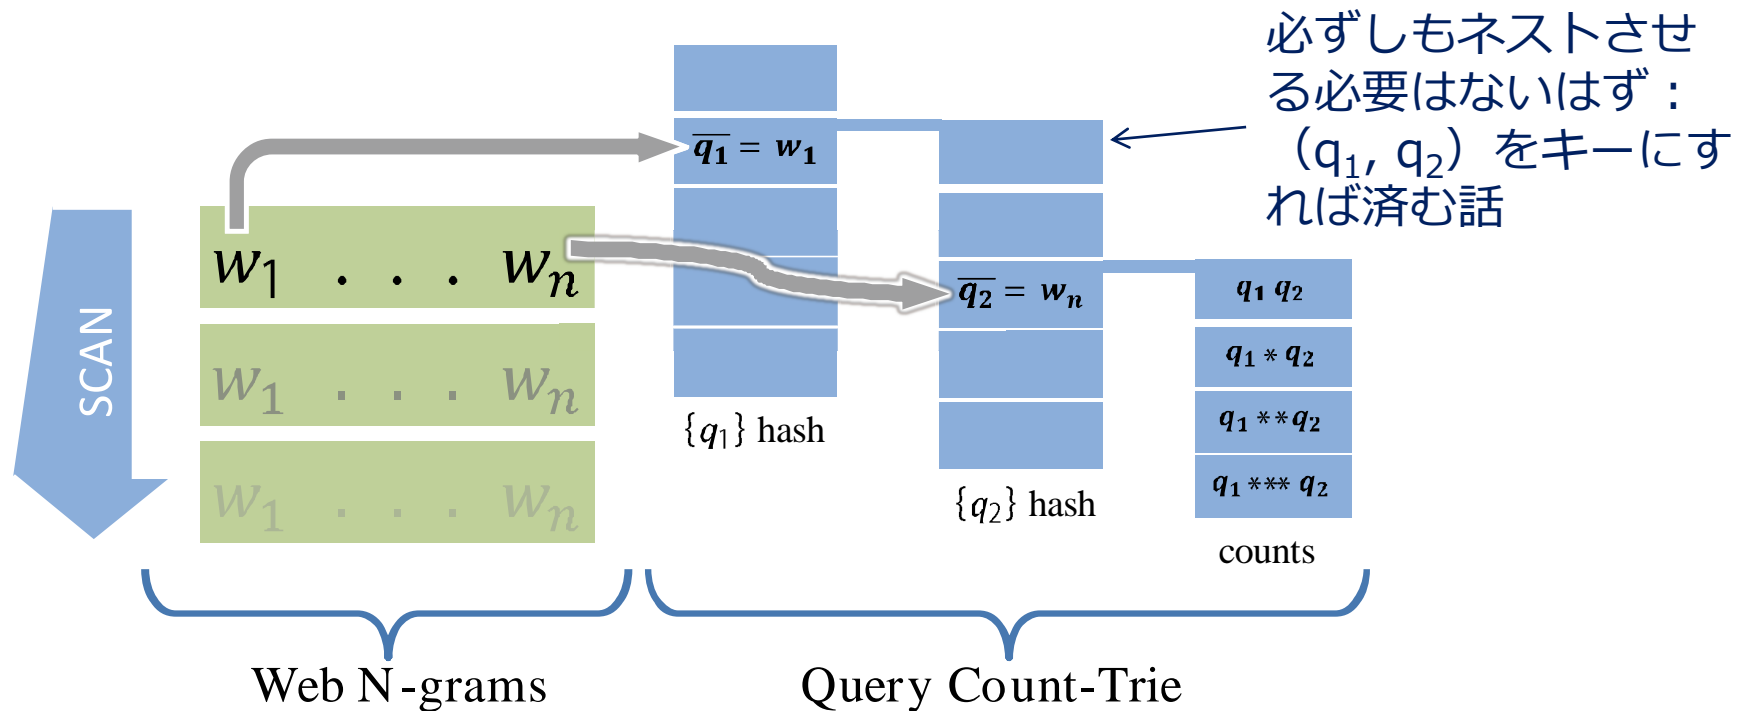 必ずしもネストさせ
る必要はないはず：
（q₁, q₂）をキーにす
れば済む話
SCAN
w₁ . . . wₙ
w₁ . . . wₙ
w₁ . . . wₙ
q̅₁ = w₁
{q₁} hash
q̅₂ = wₙ
{q₂} hash
q₁ q₂
q₁ * q₂
q₁ ** q₂
q₁ *** q₂
counts
Web N-grams
Query Count-Trie